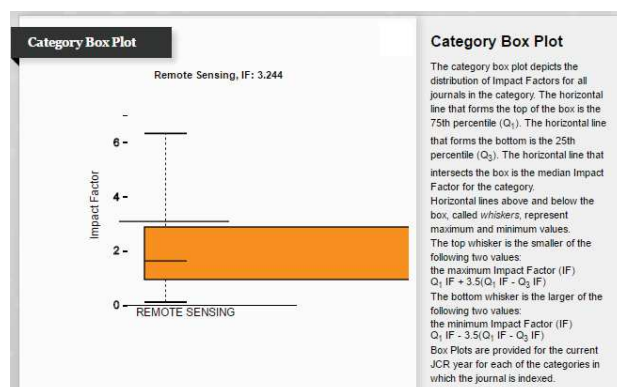 Category Box Plot
Remote Sensing, IF: 3.244
6
4
2
0
Impact Factor
REMOTE SENSING
Category Box Plot
The category box plot depicts the
distribution of Impact Factors for all
journals in the category. The horizontal
line that forms the top of the box is the
75th percentile (Q1). The horizontal line
that forms the bottom is the 25th
percentile (Q3). The horizontal line that
intersects the box is the median Impact
Factor for the category.
Horizontal lines above and below the
box, called whiskers, represent
maximum and minimum values.
The top whisker is the smaller of the
following two values:
the maximum Impact Factor (IF)
Q1 IF + 3.5(Q1 IF - Q3 IF)
The bottom whisker is the larger of the
following two values:
the minimum Impact Factor (IF)
Q1 IF - 3.5(Q1 IF - Q3 IF)
Box Plots are provided for the current
JCR year for each of the categories in
which the journal is indexed.